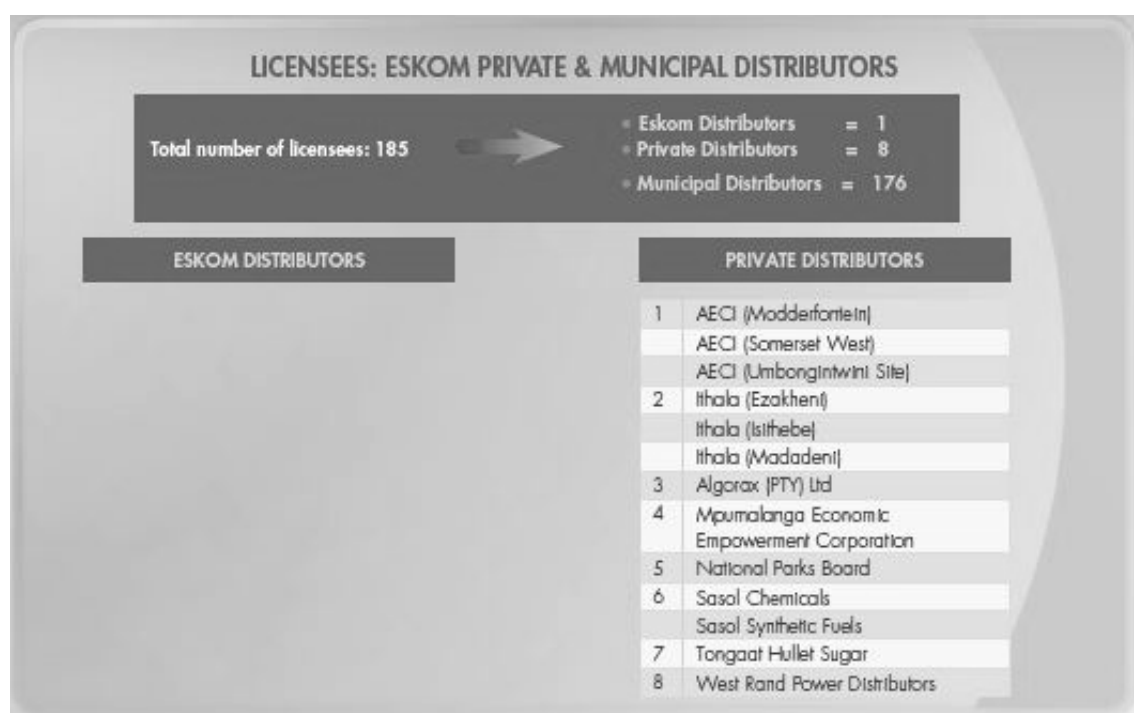 LICENSEES: ESKOM PRIVATE & MUNICIPAL DISTRIBUTORS
Total number of licensees: 185
• Eskom Distributors = 1
• Private Distributors = 8
• Municipal Distributors = 176
ESKOM DISTRIBUTORS
PRIVATE DISTRIBUTORS
1 AECI (Modderfontein)
AECI (Somerset West)
AECI (Umbongintwini Site)
2 Ithala (Ezakheni)
Ithala (Isithebe)
Ithala (Madadeni)
3 Algorax (PTY) Ltd
4 Mpumalanga Economic
Empowerment Corporation
5 National Parks Board
6 Sasol Chemicals
Sasol Synthetic Fuels
7 Tongaat Hullet Sugar
8 West Rand Power Distributors